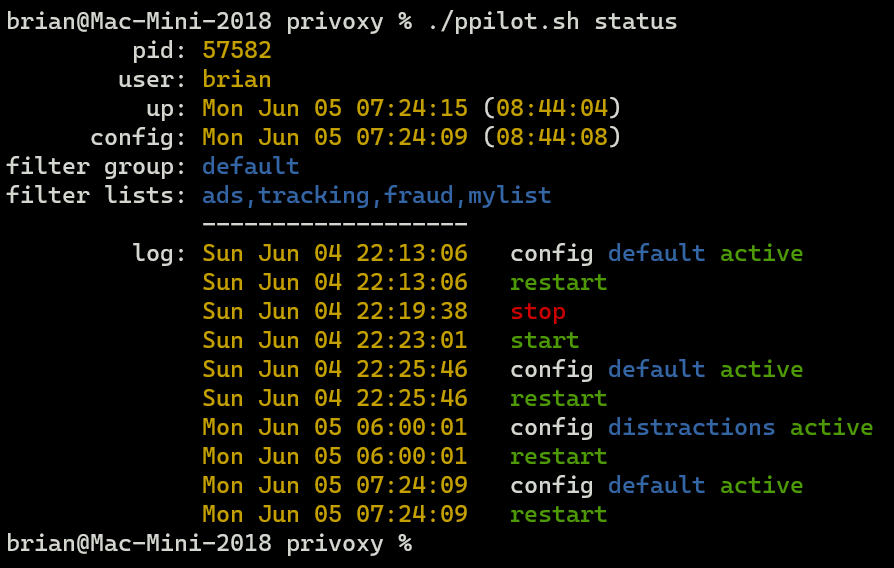 brian@Mac-Mini-2018 privoxy % ./ppilot.sh status
pid: 57582
user: brian
up: Mon Jun 05 07:24:15 (08:44:04)
config: Mon Jun 05 07:24:09 (08:44:08)
filter group: default
filter lists: ads,tracking,fraud,mylist
-------------------
log: Sun Jun 04 22:13:06 config default active
Sun Jun 04 22:13:06 restart
Sun Jun 04 22:19:38 stop
Sun Jun 04 22:23:01 start
Sun Jun 04 22:25:46 config default active
Sun Jun 04 22:25:46 restart
Mon Jun 05 06:00:01 config distractions active
Mon Jun 05 06:00:01 restart
Mon Jun 05 07:24:09 config default active
Mon Jun 05 07:24:09 restart
brian@Mac-Mini-2018 privoxy %